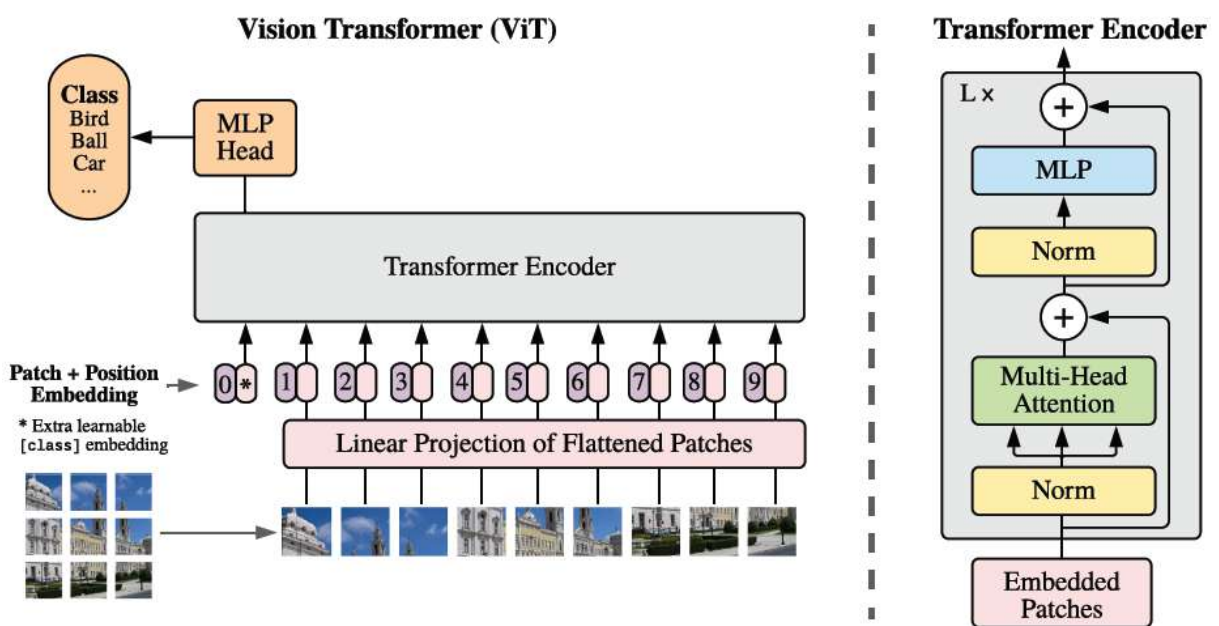 Vision Transformer (ViT)
Class
Bird
Ball
Car
...
MLP
Head
Transformer Encoder
0 * 1 2 3 4 5 6 7 8 9
Patch + Position
Embedding
* Extra learnable
[class] embedding
Linear Projection of Flattened Patches
Transformer Encoder
L x
+
MLP
Norm
+
Multi-Head
Attention
Norm
Embedded
Patches